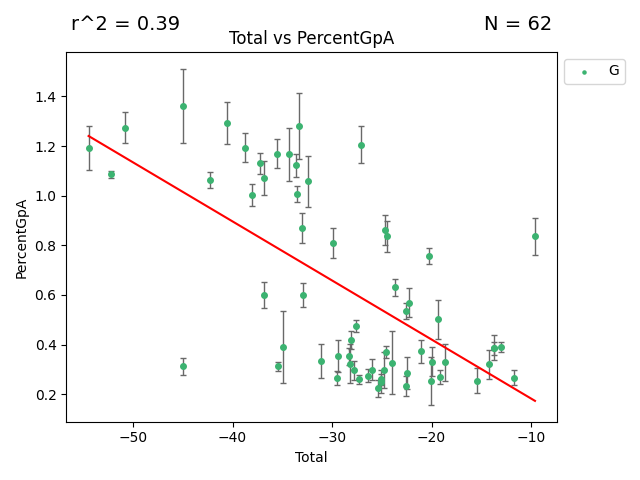 r^2 = 0.39
N = 62
Total vs PercentGpA
G
PercentGpA
1.4
1.2
1.0
0.8
0.6
0.4
0.2
−50
−40
−30
−20
−10
Total